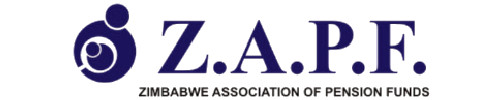 Z.A.P.F.
ZIMBABWE ASSOCIATION OF PENSION FUNDS